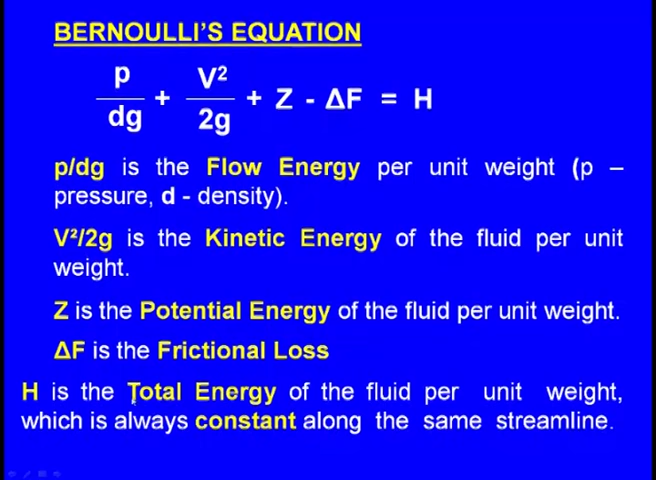 BERNOULLI'S EQUATION
p/dg + V²/2g + Z - ΔF = H
p/dg is the Flow Energy per unit weight (p –
pressure, d - density).
V²/2g is the Kinetic Energy of the fluid per unit
weight.
Z is the Potential Energy of the fluid per unit weight.
ΔF is the Frictional Loss
H is the Total Energy of the fluid per unit weight,
which is always constant along the same streamline.